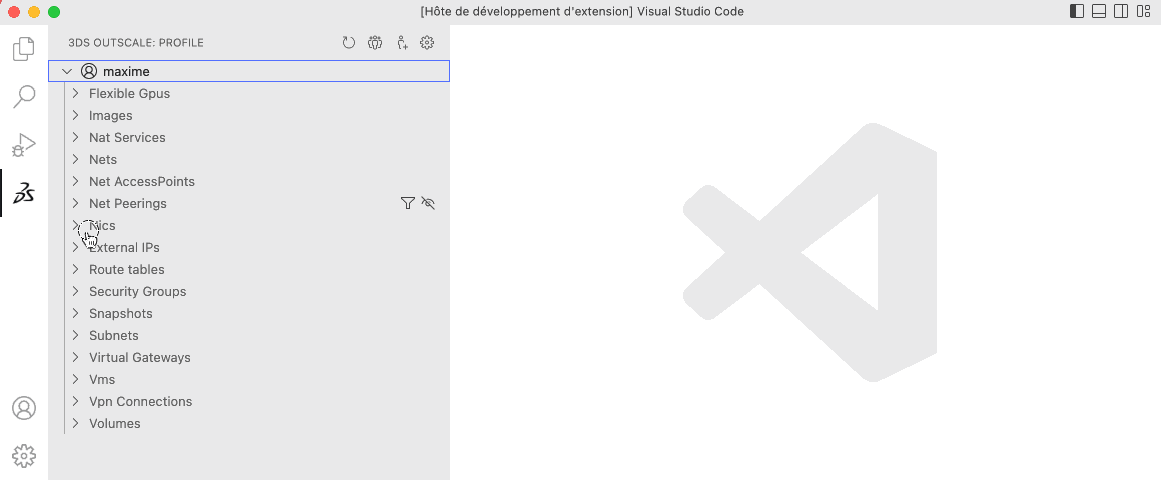 [Hôte de développement d'extension] Visual Studio Code
3DS OUTSCALE: PROFILE
maxime
Flexible Gpus
Images
Nat Services
Nets
Net AccessPoints
Net Peerings
Nics
External IPs
Route tables
Security Groups
Snapshots
Subnets
Virtual Gateways
Vms
Vpn Connections
Volumes